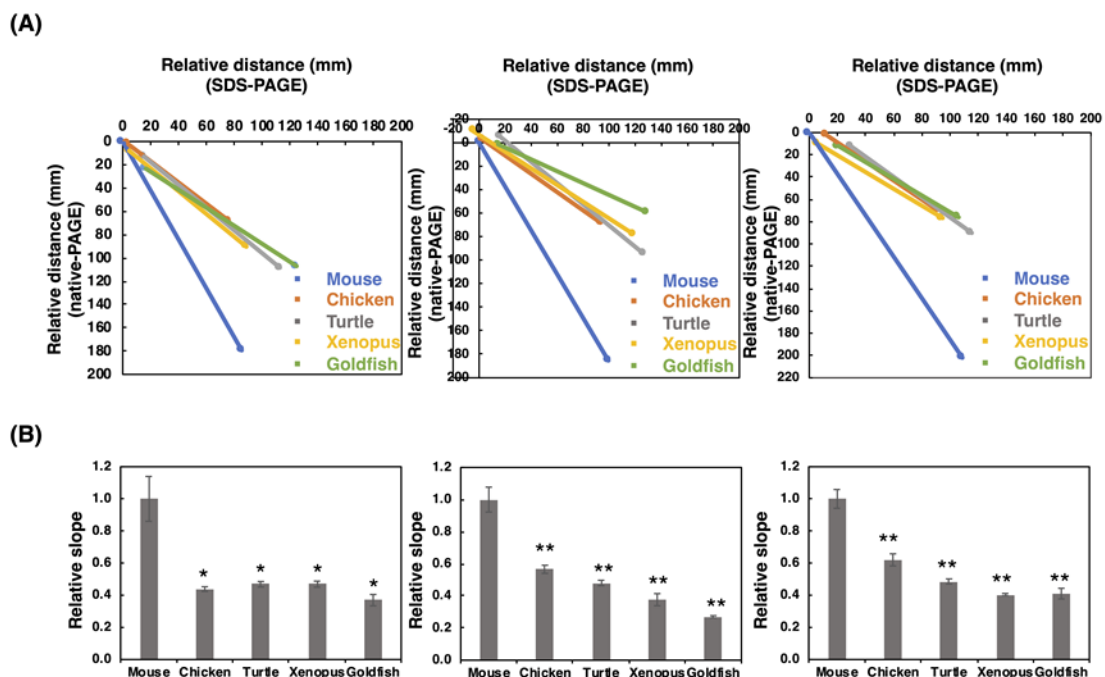 (A)
Relative distance (mm)
(SDS-PAGE)
0 20 40 60 80 100 120 140 160 180 200
0
20
40
60
80
100
120
140
160
180
200
Relative distance (mm)
(native-PAGE)
Mouse
Chicken
Turtle
Xenopus
Goldfish
Relative distance (mm)
(SDS-PAGE)
-20 0 20 40 60 80 100 120 140 160 180 200
-20
0
20
40
60
80
100
120
140
160
180
200
Relative distance (mm)
(native-PAGE)
Mouse
Chicken
Turtle
Xenopus
Goldfish
Relative distance (mm)
(SDS-PAGE)
0 20 40 60 80 100 120 140 160 180 200
0
20
40
60
80
100
120
140
160
180
200
220
Relative distance (mm)
(native-PAGE)
Mouse
Chicken
Turtle
Xenopus
Goldfish
(B)
Relative slope
1.2
1.0
0.8
0.6
0.4
0.2
0.0
* * * *
Mouse Chicken Turtle Xenopus Goldfish
Relative slope
1.2
1.0
0.8
0.6
0.4
0.2
0.0
** ** ** **
Mouse Chicken Turtle Xenopus Goldfish
Relative slope
1.2
1.0
0.8
0.6
0.4
0.2
0.0
** ** ** **
Mouse Chicken Turtle Xenopus Goldfish